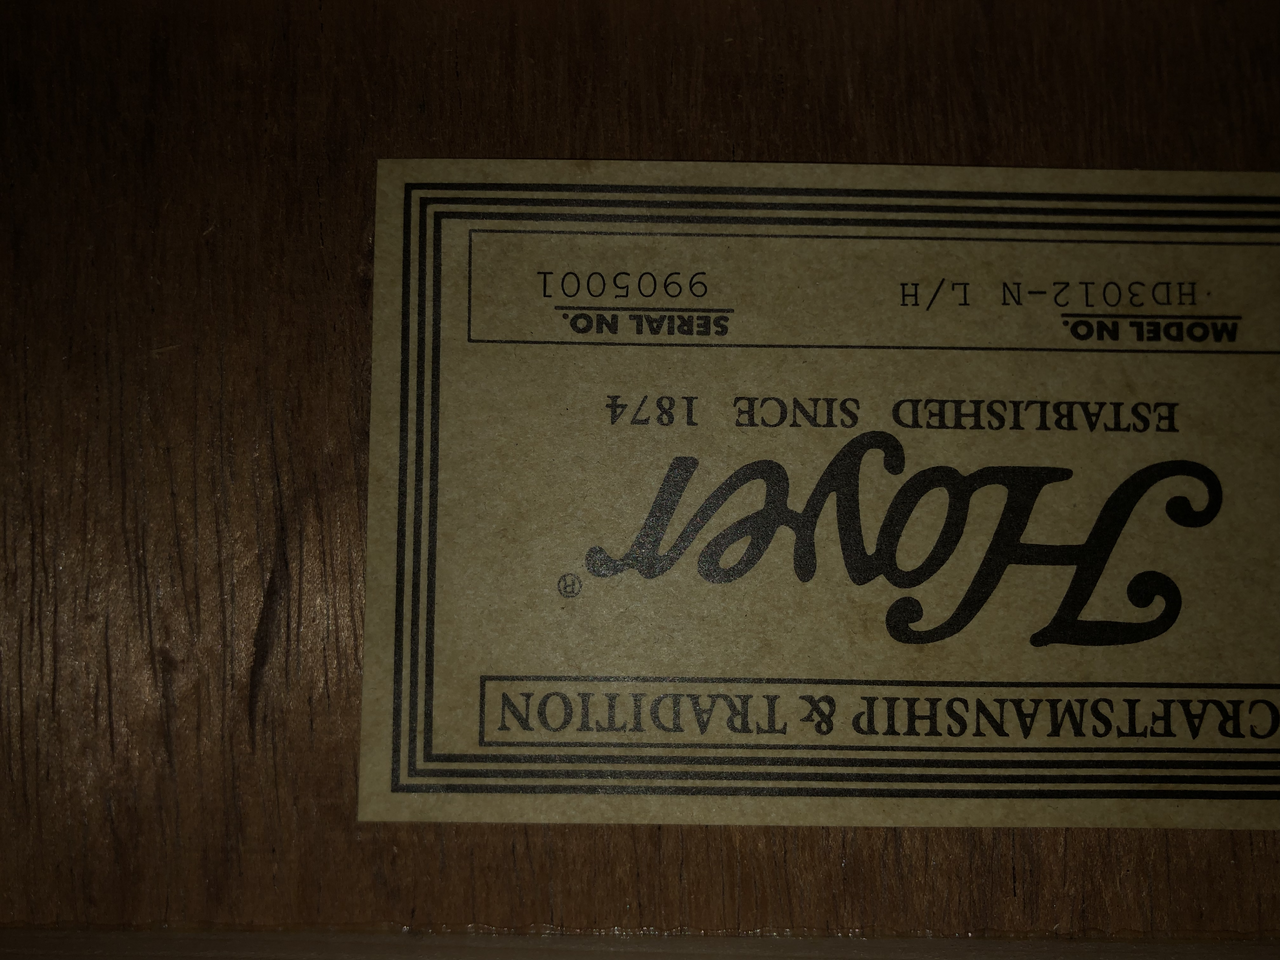 CRAFTSMANSHIP & TRADITION
Hoyer®
ESTABLISHED SINCE 1874
MODEL NO. SERIAL NO.
HD3012-N L/H 9905001